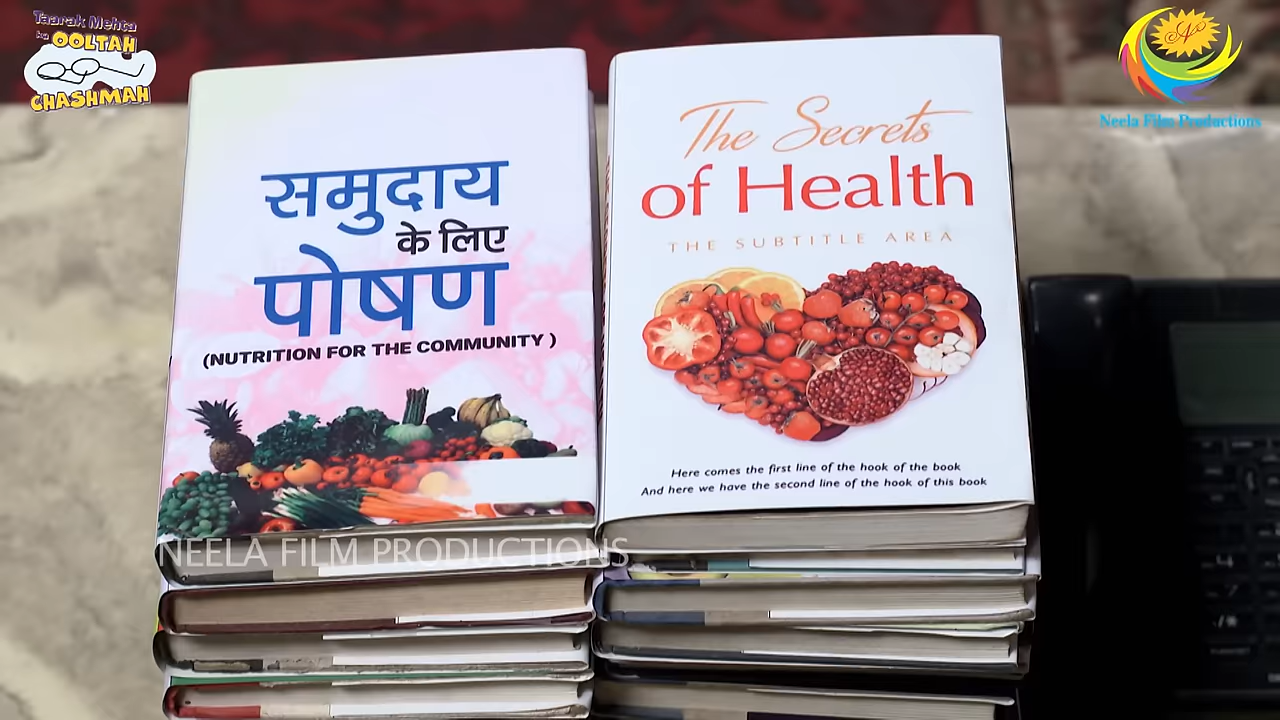 Taarak Mehta
ka OOLTAH
CHASHMAH
Neela Film Productions
समुदाय
के लिए
पोषण
(NUTRITION FOR THE COMMUNITY )
The Secrets
of Health
THE SUBTITLE AREA
Here comes the first line of the hook of the book
And here we have the second line of the hook of this book
NEELA FILM PRODUCTIONS